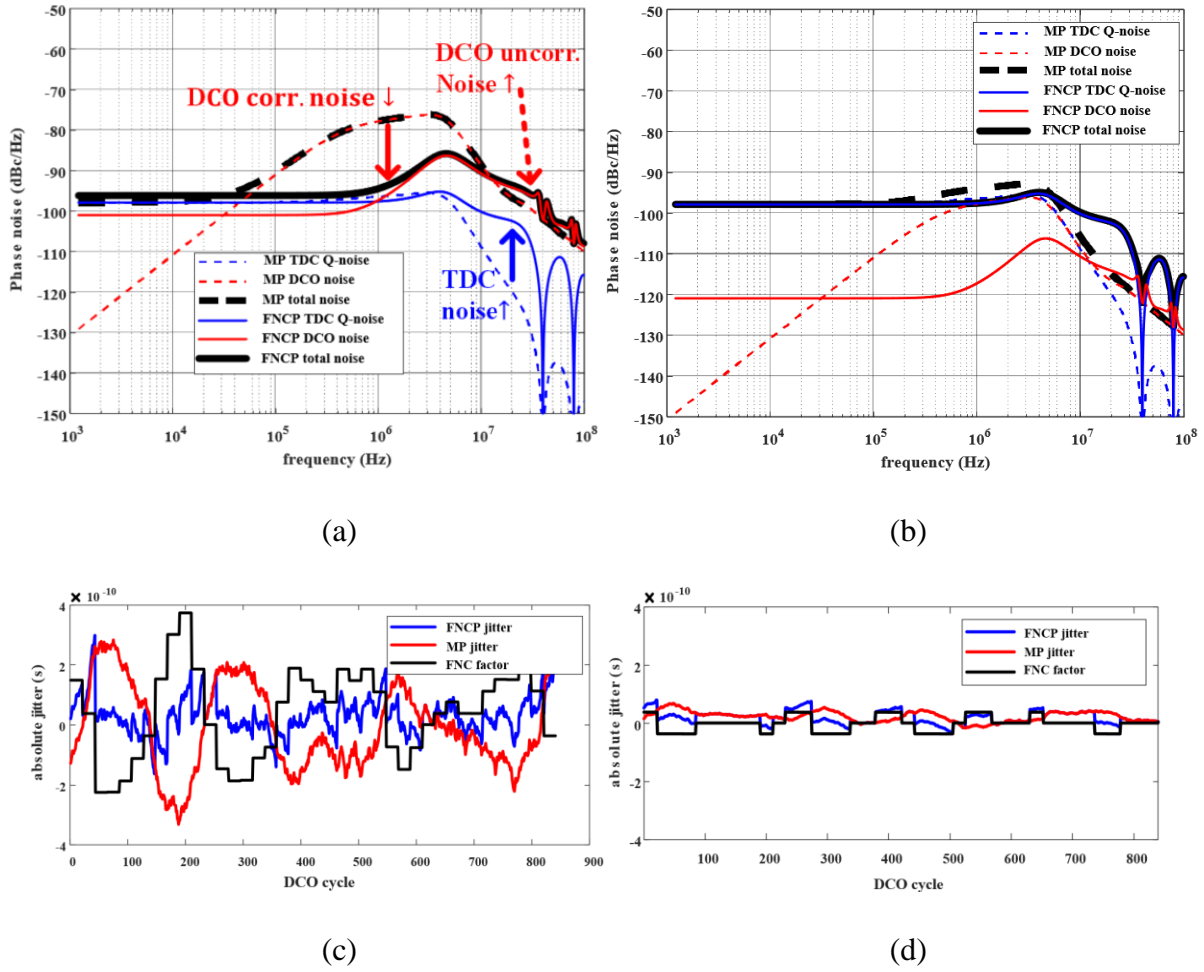 -50
-60
-70
-80
-90
-100
-110
-120
-130
-140
-150
Phase noise (dBc/Hz)
DCO corr. noise ↓
DCO uncorr.
Noise ↑
TDC
noise↑
MP TDC Q-noise
MP DCO noise
MP total noise
FNCP TDC Q-noise
FNCP DCO noise
FNCP total noise
10³ 10⁴ 10⁵ 10⁶ 10⁷ 10⁸
frequency (Hz)
(a)
-50
-60
-70
-80
-90
-100
-110
-120
-130
-140
-150
Phase noise (dBc/Hz)
MP TDC Q-noise
MP DCO noise
MP total noise
FNCP TDC Q-noise
FNCP DCO noise
FNCP total noise
10³ 10⁴ 10⁵ 10⁶ 10⁷ 10⁸
frequency (Hz)
(b)
× 10⁻¹⁰
4
2
0
-2
-4
absolute jitter (s)
FNCP jitter
MP jitter
FNC factor
0 100 200 300 400 500 600 700 800 900
DCO cycle
(c)
× 10⁻¹⁰
4
2
0
-2
-4
absolute jitter (s)
FNCP jitter
MP jitter
FNC factor
100 200 300 400 500 600 700 800
DCO cycle
(d)